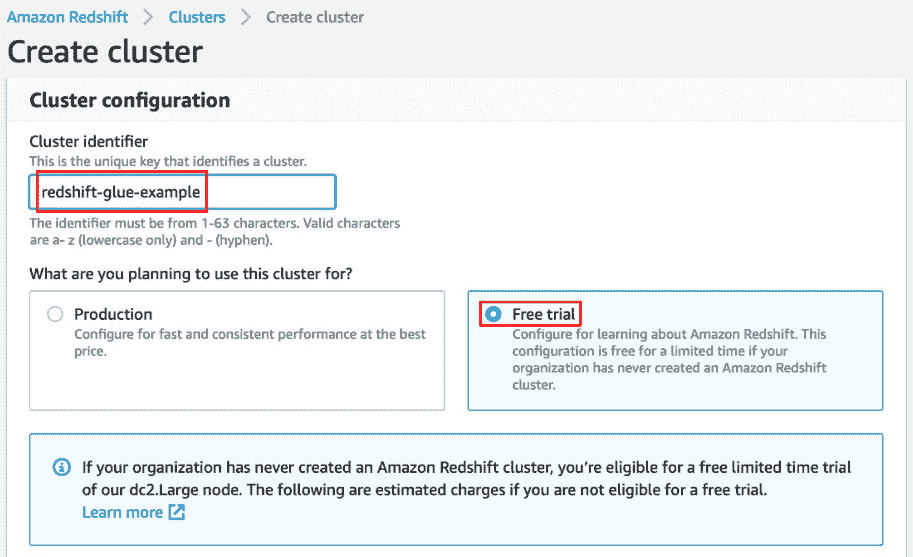 Amazon Redshift > Clusters > Create cluster
Create cluster
Cluster configuration
Cluster identifier
This is the unique key that identifies a cluster.
redshift-glue-example
The identifier must be from 1-63 characters. Valid characters
are a- z (lowercase only) and - (hyphen).
What are you planning to use this cluster for?
Production
Configure for fast and consistent performance at the best
price.
Free trial
Configure for learning about Amazon Redshift. This
configuration is free for a limited time if your
organization has never created an Amazon Redshift
cluster.
If your organization has never created an Amazon Redshift cluster, you're eligible for a free limited time trial
of our dc2.Large node. The following are estimated charges if you are not eligible for a free trial.
Learn more